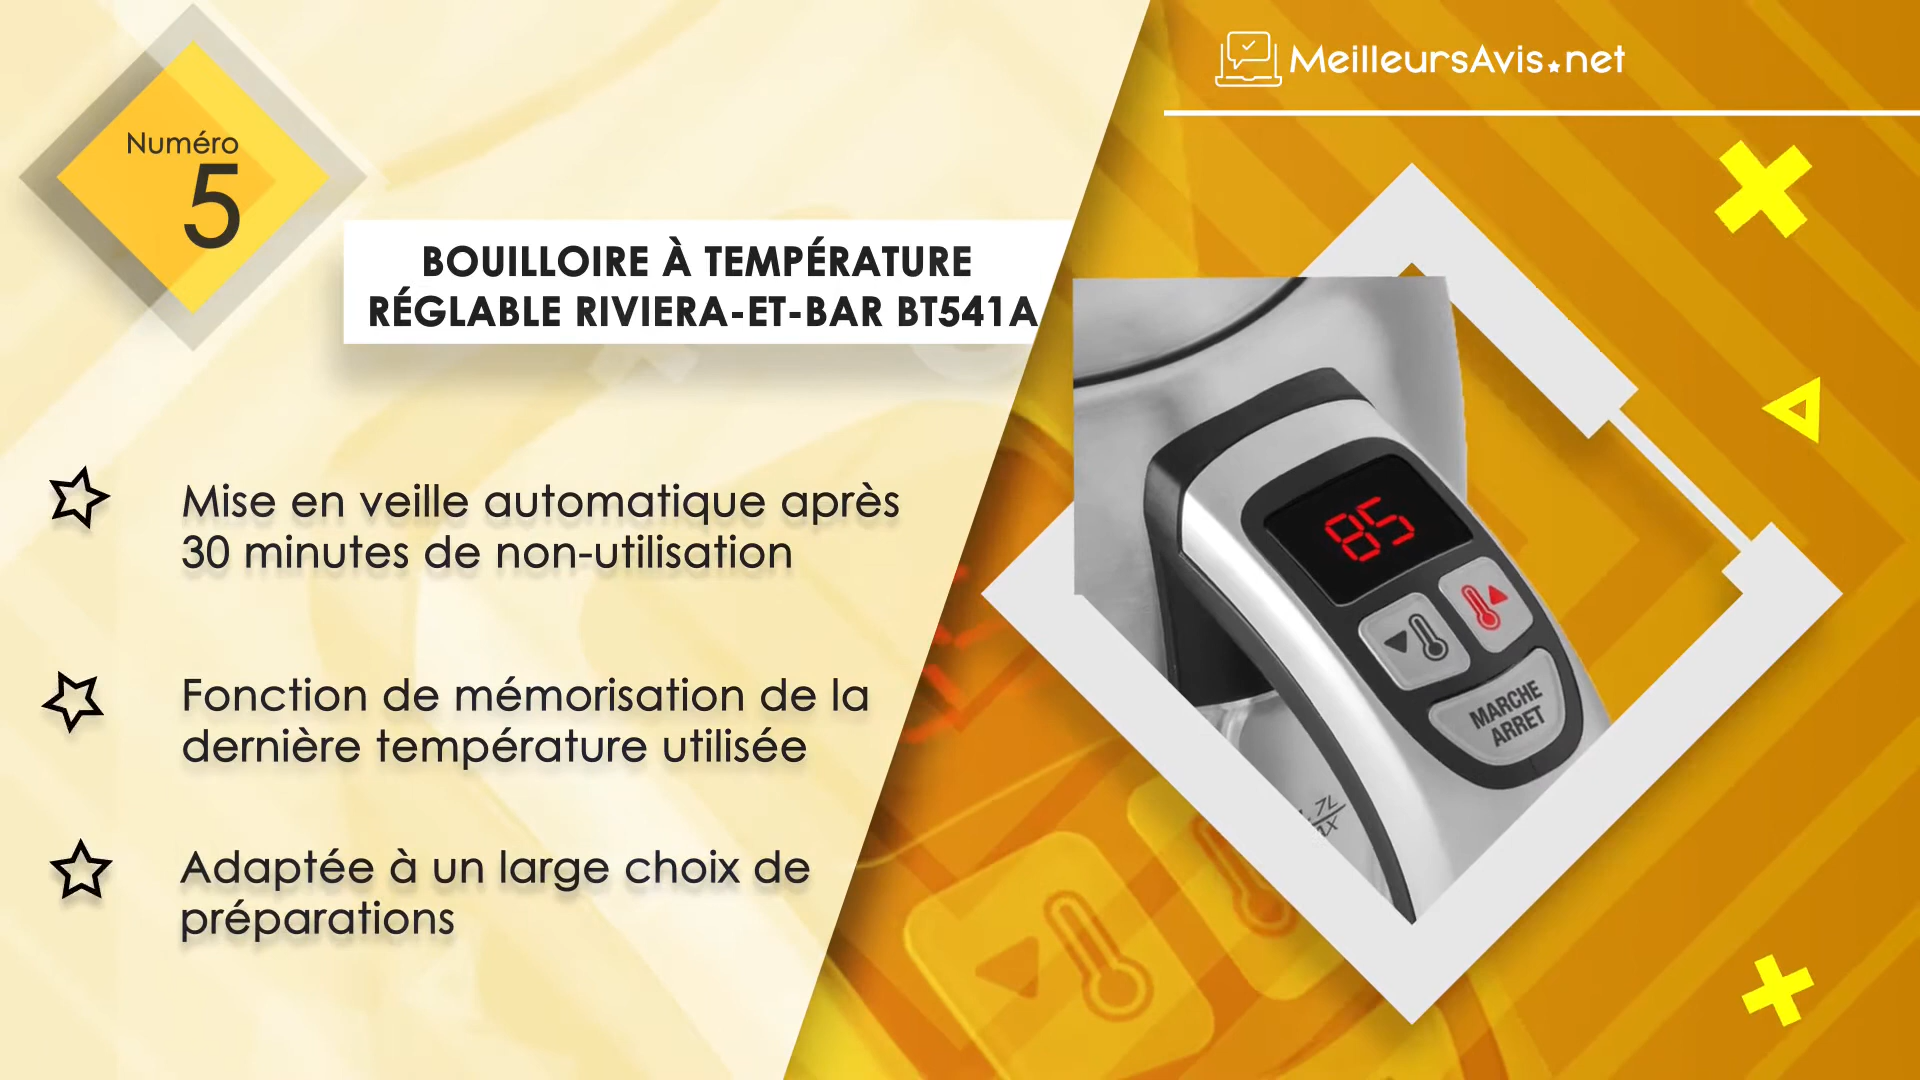 Numéro
5
MeilleursAvis.net
BOUILLOIRE À TEMPÉRATURE
RÉGLABLE RIVIERA-ET-BAR BT541A
Mise en veille automatique après
30 minutes de non-utilisation
Fonction de mémorisation de la
dernière température utilisée
Adaptée à un large choix de
préparations
85
MARCHE
ARRET